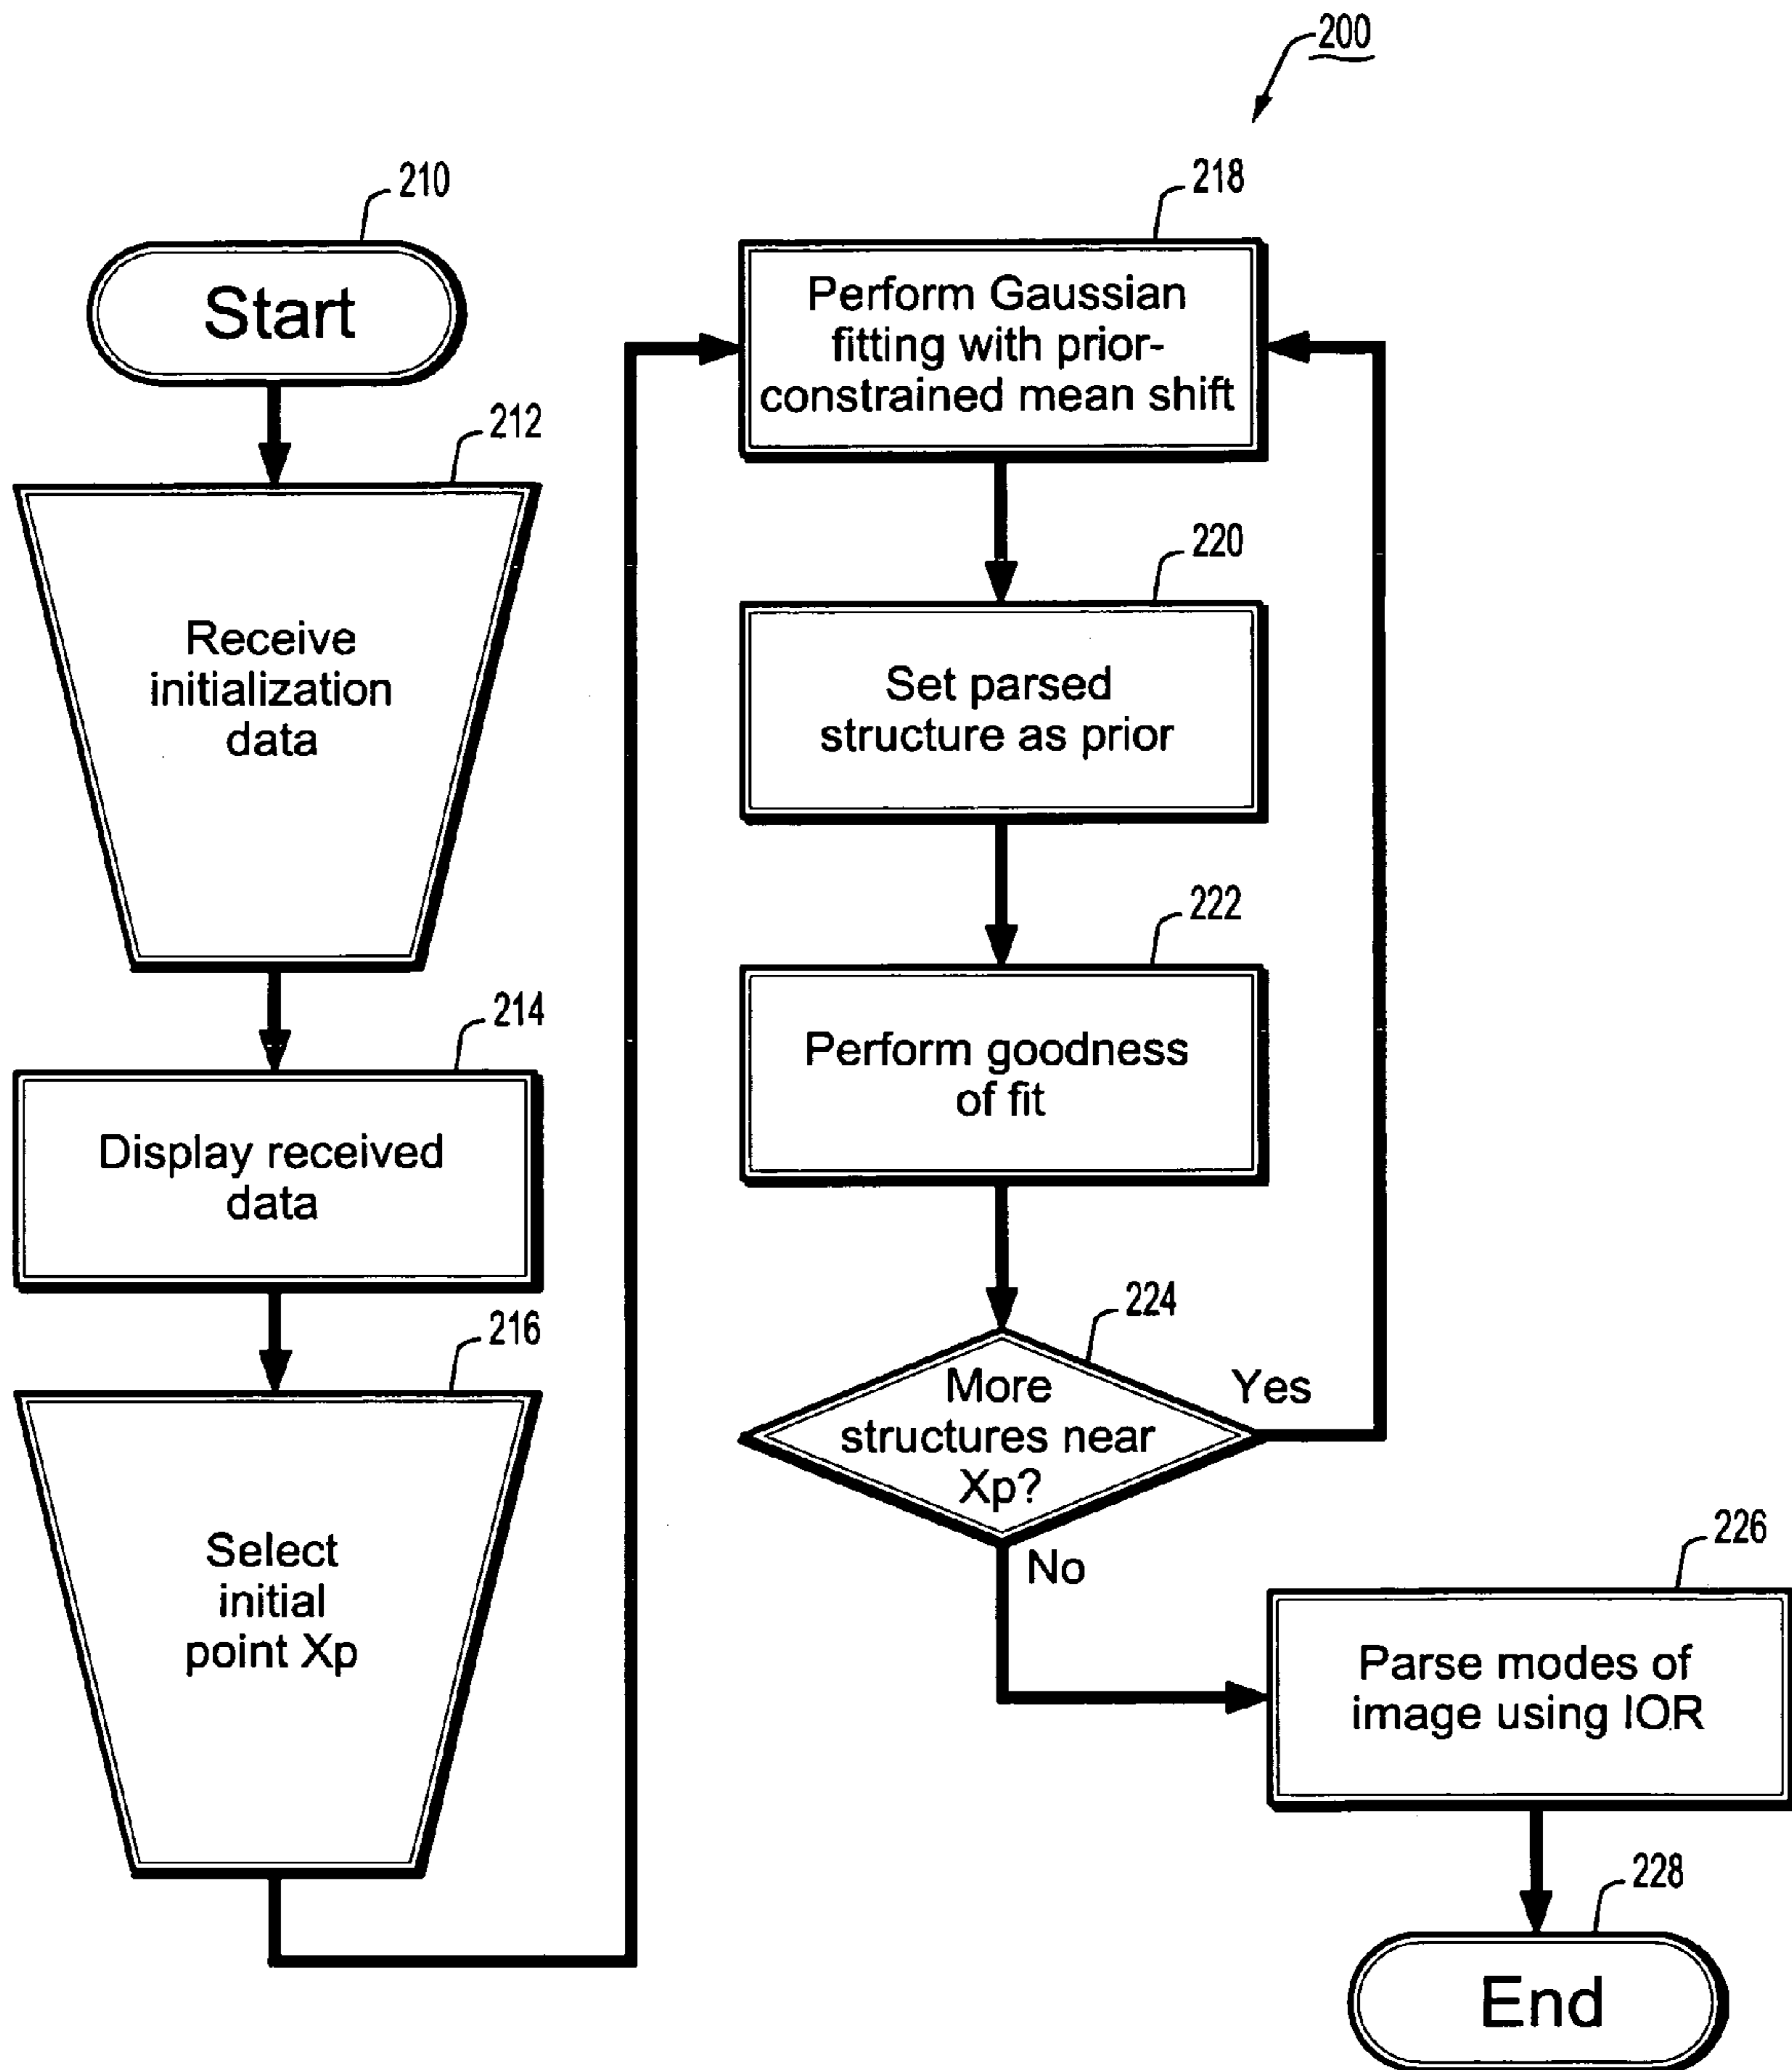 200
210
Start
212
Receive
initialization
data
214
Display received
data
216
Select
initial
point Xp
218
Perform Gaussian
fitting with prior-
constrained mean shift
220
Set parsed
structure as prior
222
Perform goodness
of fit
224
More
structures near
Xp?
Yes
No
226
Parse modes of
image using IOR
228
End